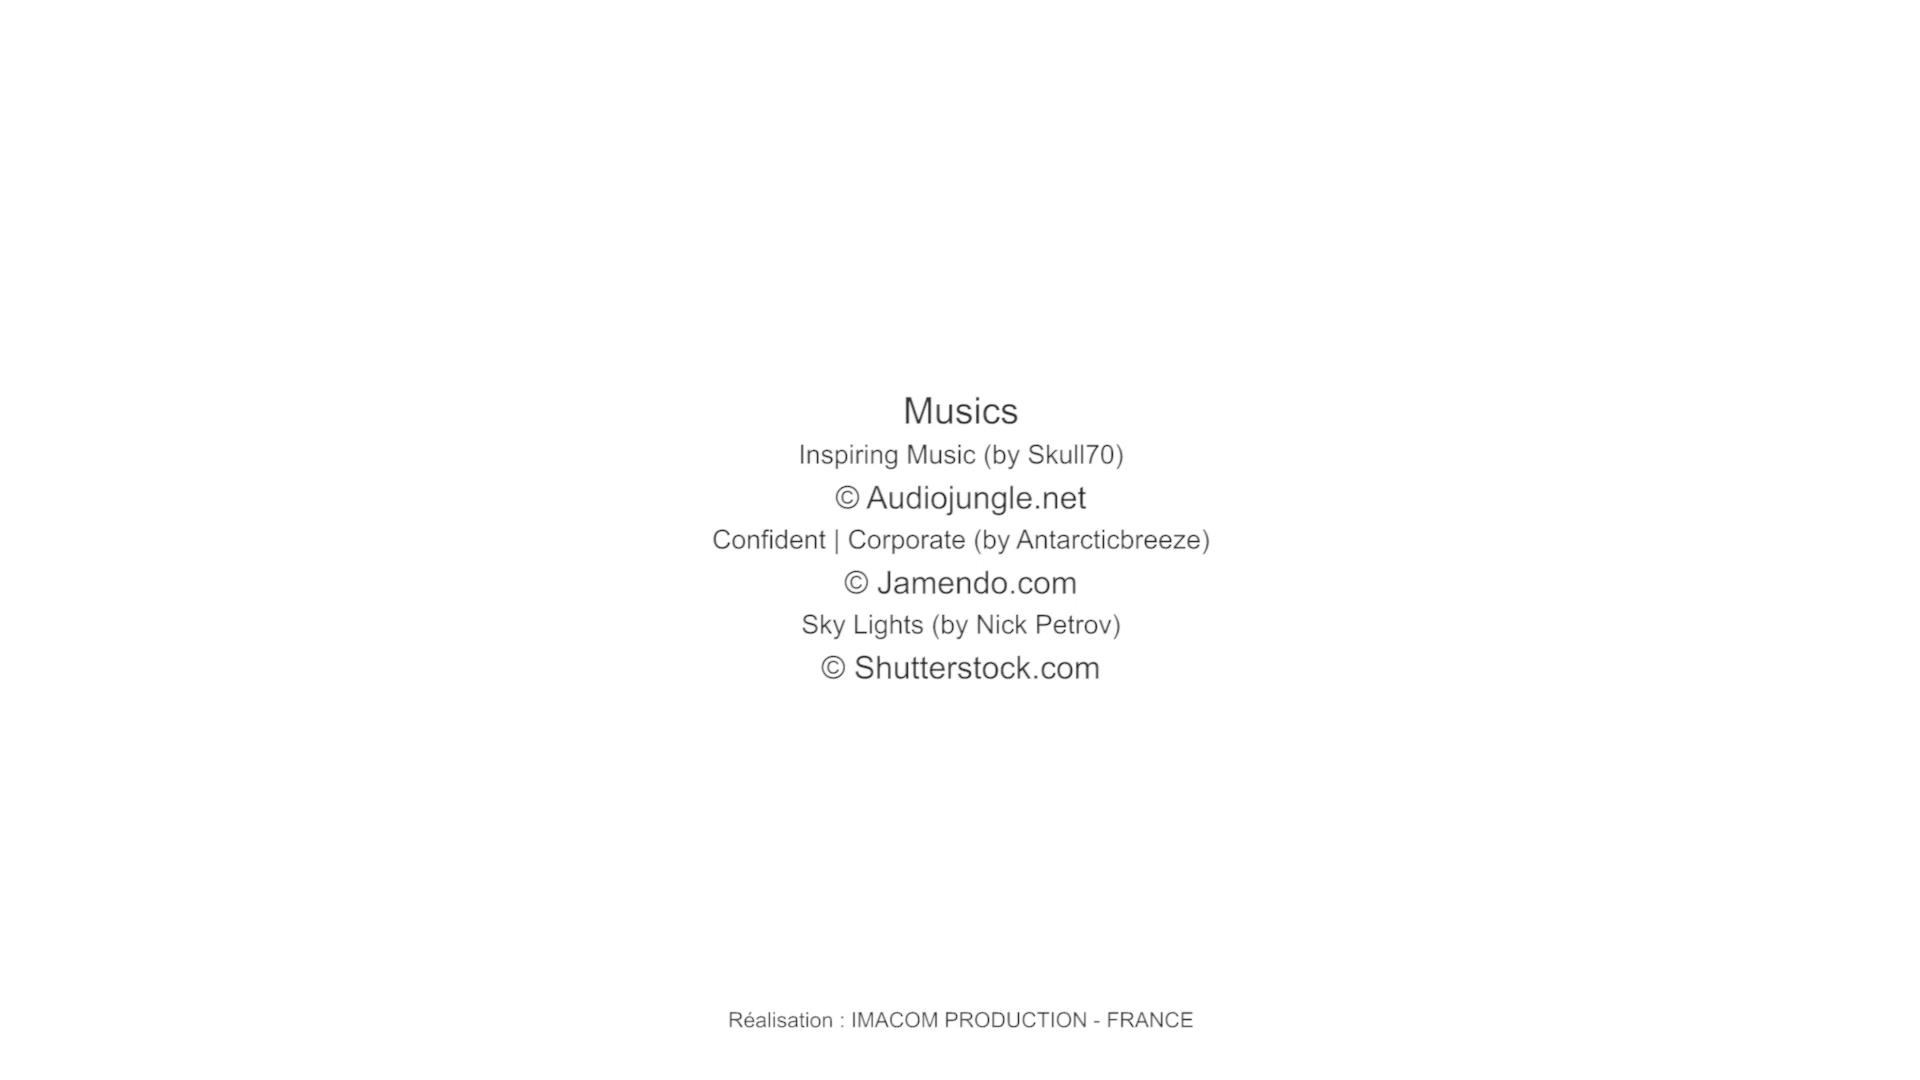 Musics
Inspiring Music (by Skull70)
© Audiojungle.net
Confident | Corporate (by Antarcticbreeze)
© Jamendo.com
Sky Lights (by Nick Petrov)
© Shutterstock.com
Réalisation : IMACOM PRODUCTION - FRANCE